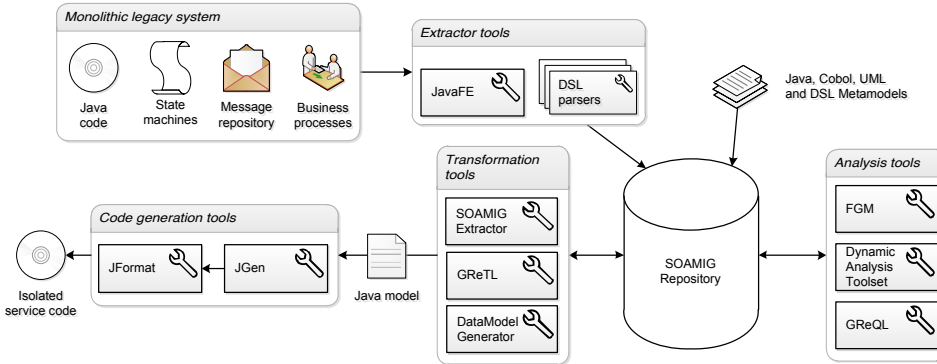 Monolithic legacy system
Java
code
State
machines
Message
repository
Business
processes
Extractor tools
JavaFE
DSL
parsers
Java, Cobol, UML
and DSL Metamodels
Transformation
tools
SOAMIG
Extractor
GReTL
DataModel
Generator
SOAMIG
Repository
Analysis tools
FGM
Dynamic
Analysis
Toolset
GReQL
Code generation tools
JFormat
JGen
Java model
Isolated
service code